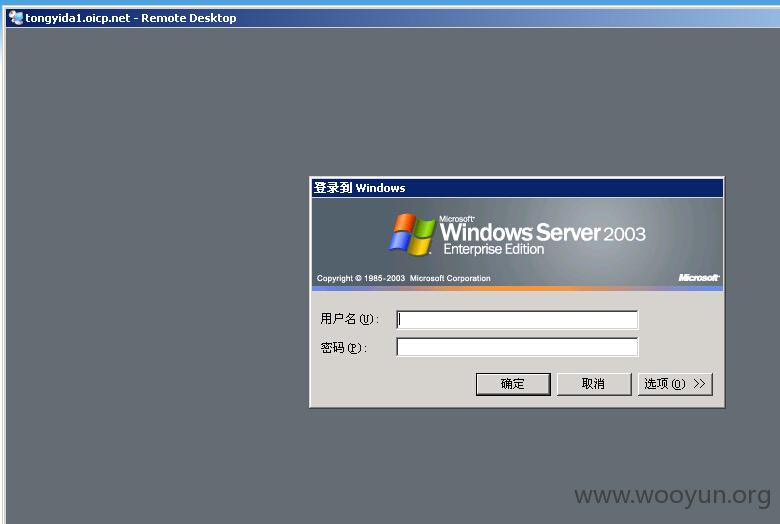 tongyida1.oicp.net - Remote Desktop
登录到 Windows
Microsoft
Windows Server 2003
Enterprise Edition
Copyright © 1985-2003 Microsoft Corporation
Microsoft
用户名(U):
密码(P):
确定
取消
选项(O) >>
www.wooyun.org